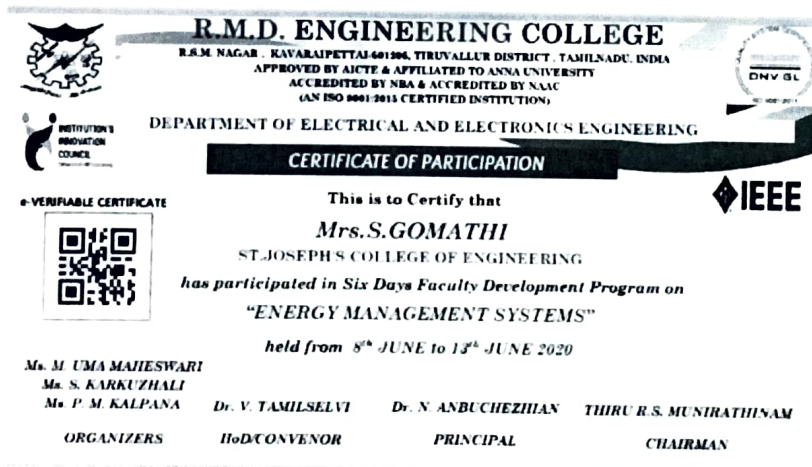 R.M.D. ENGINEERING COLLEGE
R.S.M. NAGAR , KAVARAIPETTAI-601206, TIRUVALLUR DISTRICT , TAMILNADU, INDIA
APPROVED BY AICTE & AFFILIATED TO ANNA UNIVERSITY
ACCREDITED BY NBA & ACCREDITED BY NAAC
(AN ISO 9001:2015 CERTIFIED INSTITUTION)
DNV·GL
INSTITUTION'S
INNOVATION
COUNCIL
DEPARTMENT OF ELECTRICAL AND ELECTRONICS ENGINEERING
CERTIFICATE OF PARTICIPATION
IEEE
e-VERIFIABLE CERTIFICATE
This is to Certify that
Mrs.S.GOMATHI
ST.JOSEPH'S COLLEGE OF ENGINEERING
has participated in Six Days Faculty Development Program on
“ENERGY MANAGEMENT SYSTEMS”
held from 8th JUNE to 13th JUNE 2020
Ms. M. UMA MAHESWARI
Ms. S. KARKUZHALI
Ms. P. M. KALPANA
ORGANIZERS
Dr. V. TAMILSELVI
HoD/CONVENOR
Dr. N. ANBUCHEZHIAN
PRINCIPAL
THIRU R.S. MUNIRATHINAM
CHAIRMAN